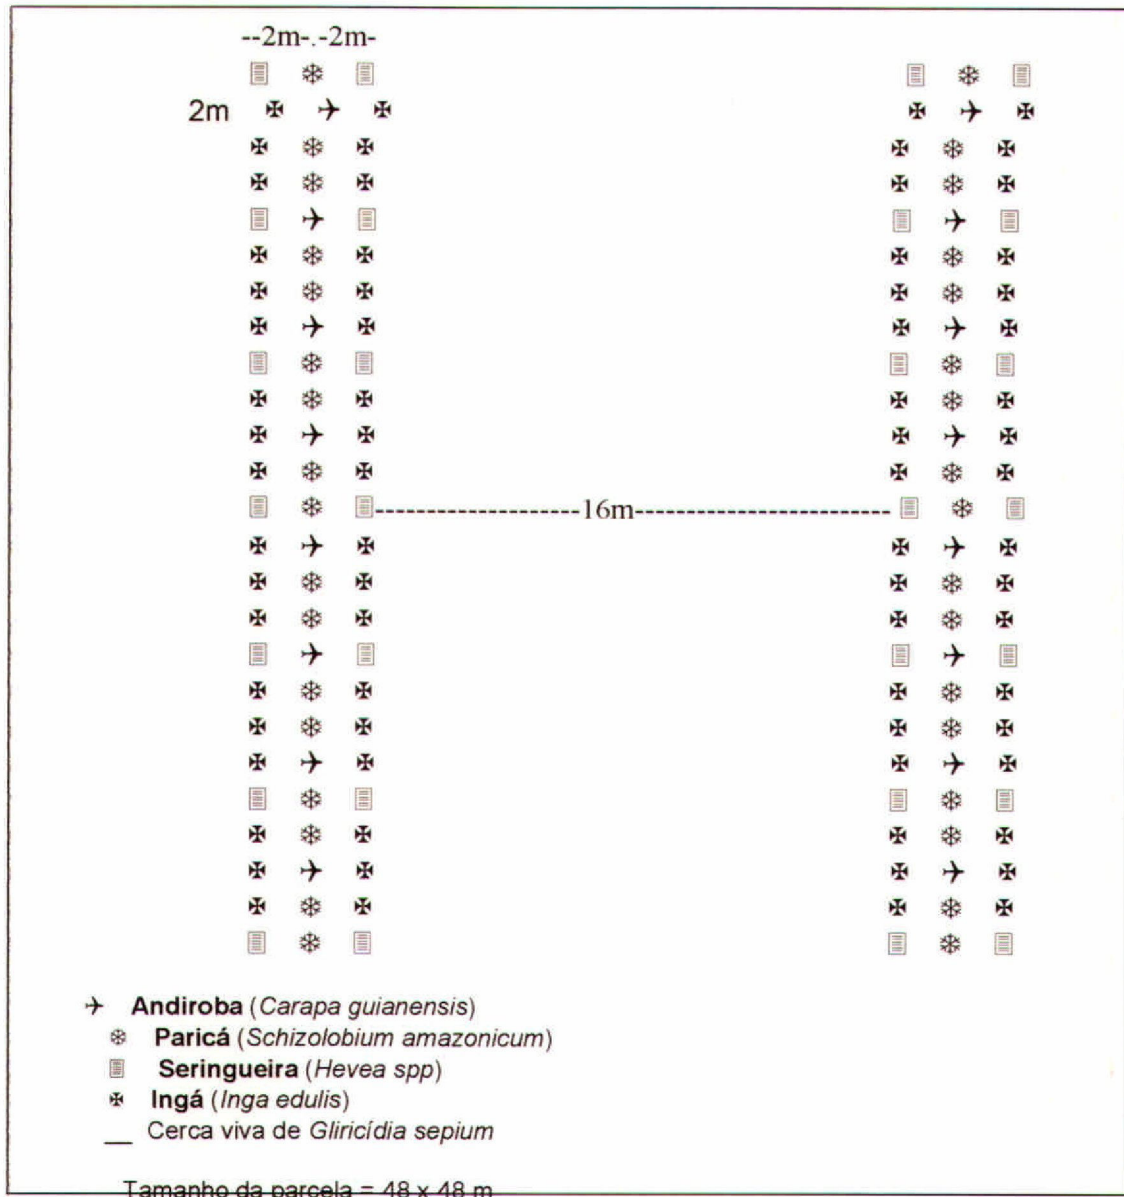 --2m-.-2m-
2m
-----------------------16m-----------------------------
Andiroba (Carapa guianensis)
Paricá (Schizolobium amazonicum)
Seringueira (Hevea spp)
Ingá (Inga edulis)
__ Cerca viva de Gliricídia sepium
Tamanho da parcela = 48 x 48 m